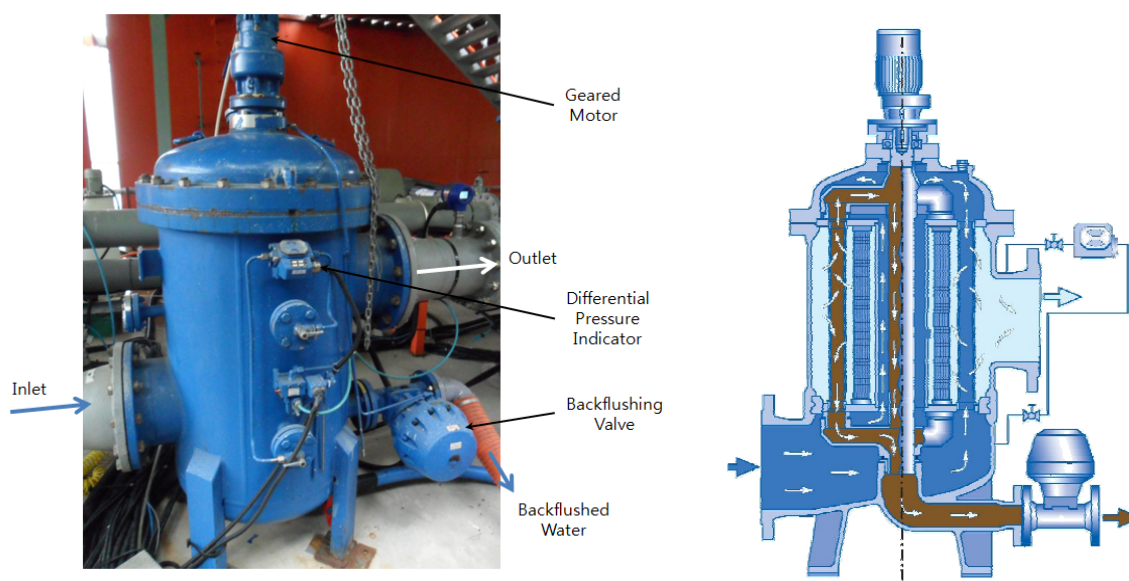 Geared
Motor
Outlet
Differential
Pressure
Indicator
Inlet
Backflushing
Valve
Backflushed
Water